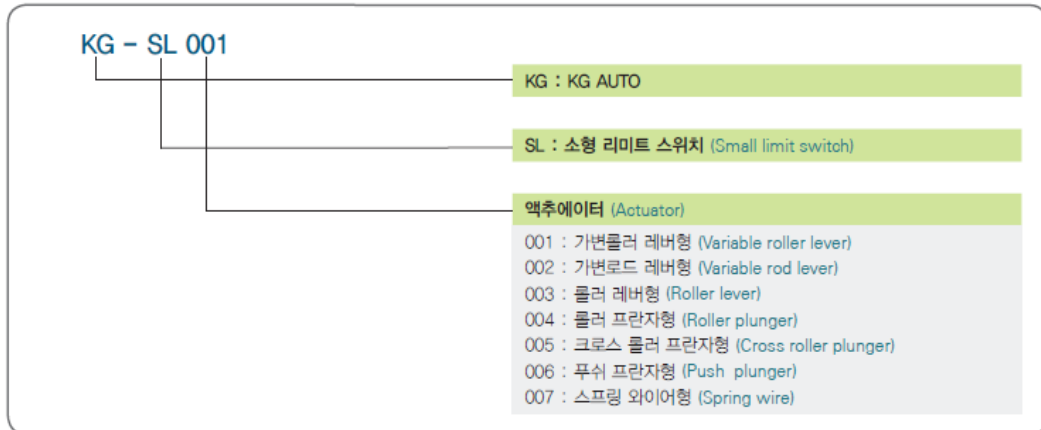 KG - SL 001
KG : KG AUTO
SL : 소형 리미트 스위치 (Small limit switch)
액추에이터 (Aotuator)
001 : 가변롤러 레버형 (Variable roller lever)
002 : 가변로드 레버형 (Variable rod lever)
003 : 롤러 레버형 (Roller lever)
004 : 롤러 프란자형 (Roller plunger)
005 : 크로스 롤러 프란자형 (Cross roller plunger)
006 : 푸쉬 프란자형 (Push plunger)
007 : 스프링 와이어형 (Spring wire)